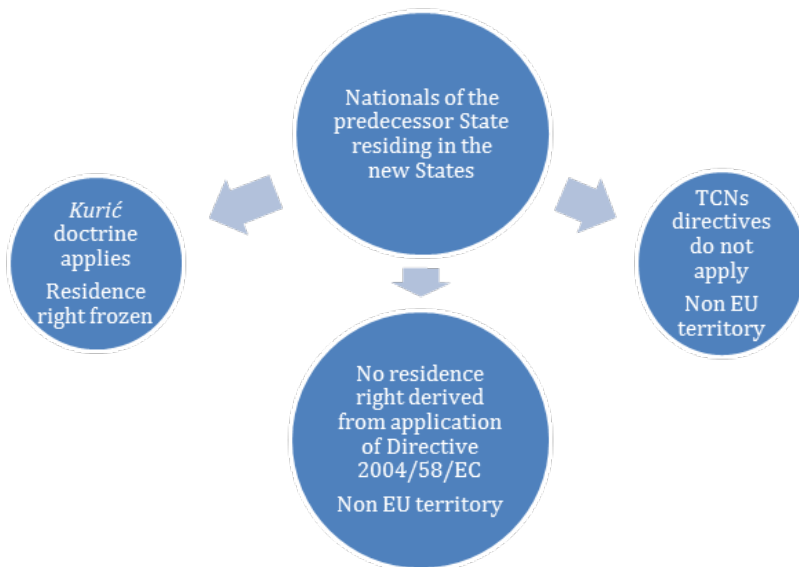 Nationals of the
predecessor State
residing in the
new States
Kurić
doctrine
applies
Residence
right frozen
TCNs
directives
do not
apply
Non EU
territory
No residence
right derived
from application
of Directive
2004/58/EC
Non EU territory